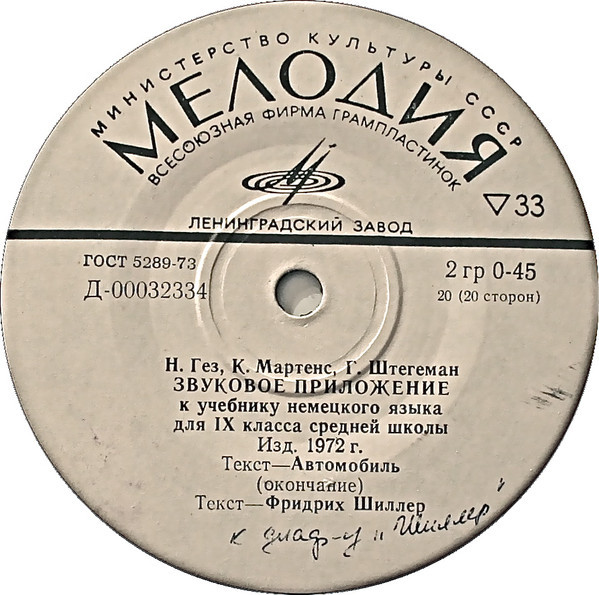 МИНИСТЕРСТВО КУЛЬТУРЫ СССР
МЕЛОДИЯ
ВСЕСОЮЗНАЯ ФИРМА ГРАМПЛАСТИНОК
▽33
ЛЕНИНГРАДСКИЙ ЗАВОД
ГОСТ 5289-73
2 гр 0-45
Д-00032334
20 (20 сторон)
Н. Гез, К. Мартенс, Г. Штегеман
ЗВУКОВОЕ ПРИЛОЖЕНИЕ
к учебнику немецкого языка
для IX класса средней школы
Изд. 1972 г.
Текст—Автомобиль
(окончание)
Текст—Фридрих Шиллер
к диаф-у „Шиллер"